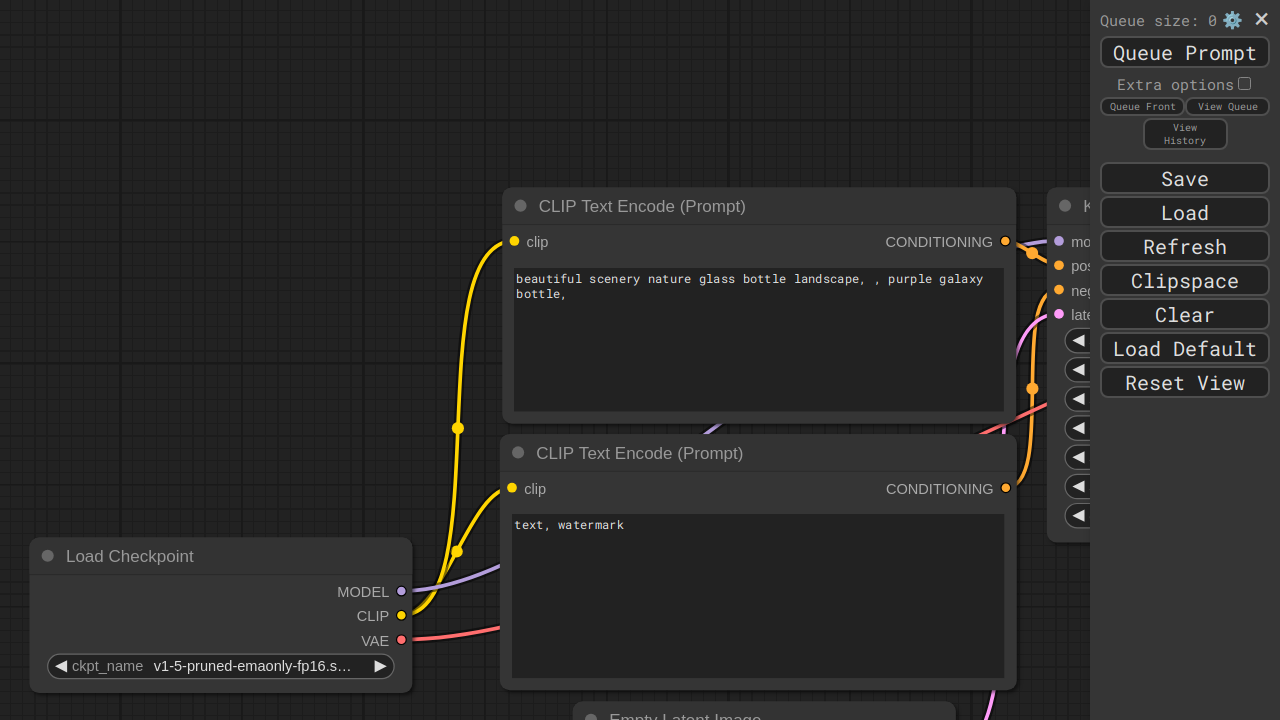 Queue size: 0
Queue Prompt
Extra options
Queue Front
View Queue
View
History
Save
Load
Refresh
Clipspace
Clear
Load Default
Reset View
CLIP Text Encode (Prompt)
clip
CONDITIONING
beautiful scenery nature glass bottle landscape, , purple galaxy
bottle,
K
mo
pos
neg
late
CLIP Text Encode (Prompt)
clip
CONDITIONING
text, watermark
Load Checkpoint
MODEL
CLIP
VAE
ckpt_name v1-5-pruned-emaonly-fp16.s...
Empty Latent Image